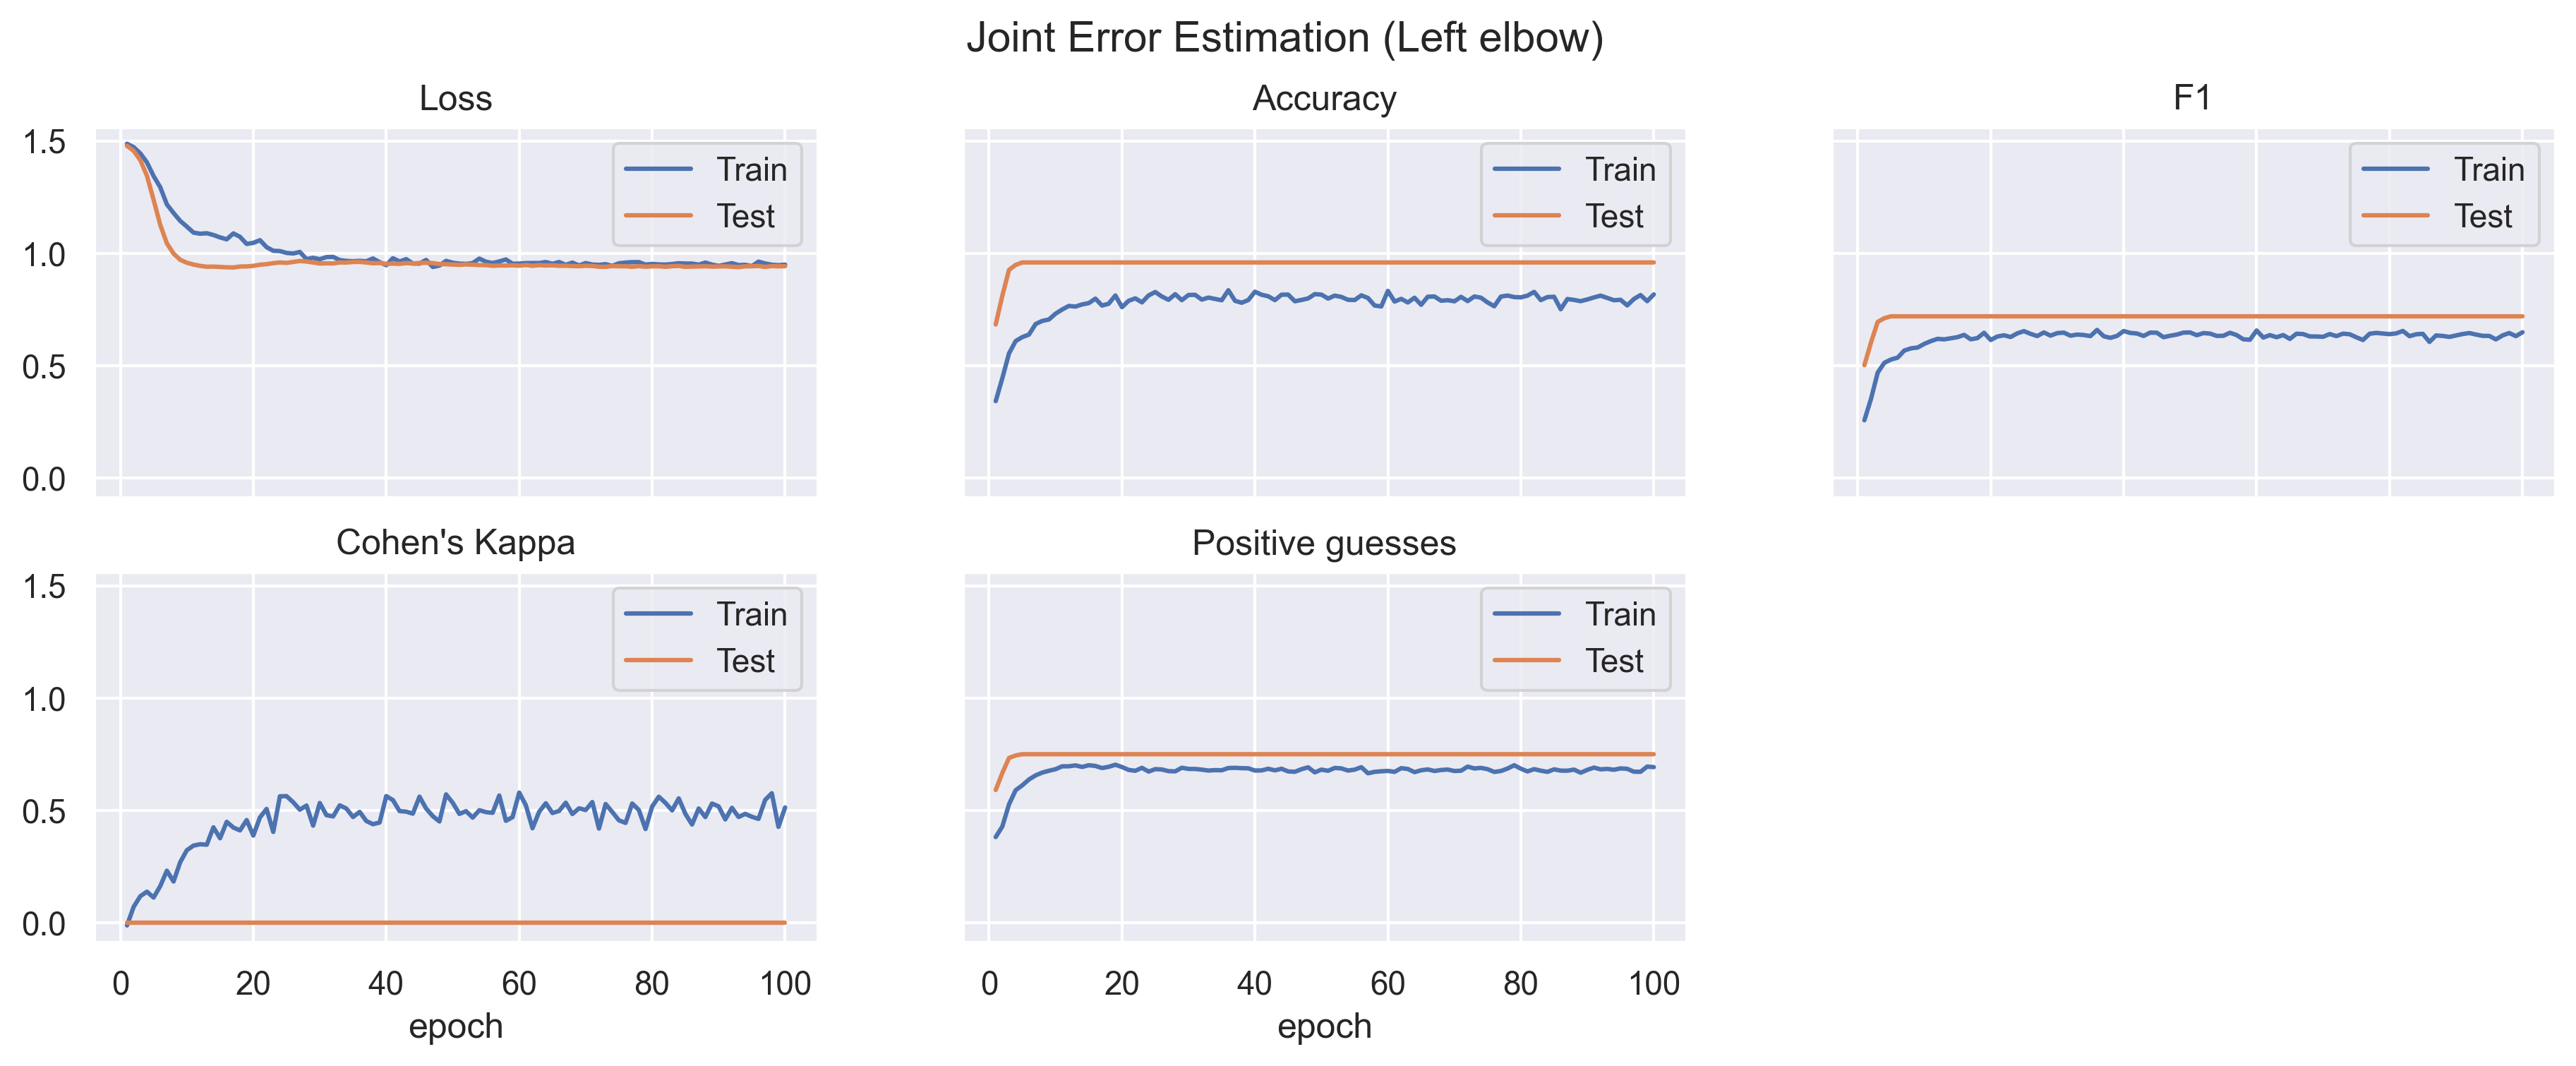 Joint Error Estimation (Left elbow)
Loss
1.5
1.0
0.5
0.0
Train
Test
Accuracy
Train
Test
F1
Train
Test
Cohen's Kappa
1.5
1.0
0.5
0.0
Train
Test
0 20 40 60 80 100
epoch
Positive guesses
Train
Test
0 20 40 60 80 100
epoch